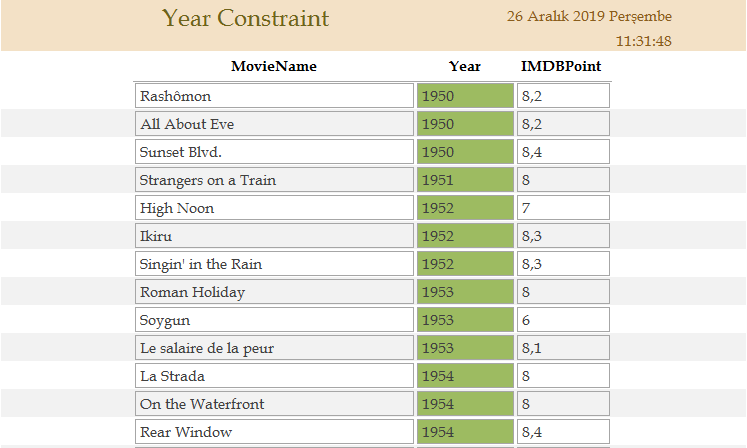 Year Constraint
26 Aralık 2019 Perşembe
11:31:48
MovieName Year IMDBPoint
Rashômon 1950 8,2
All About Eve 1950 8,2
Sunset Blvd. 1950 8,4
Strangers on a Train 1951 8
High Noon 1952 7
Ikiru 1952 8,3
Singin' in the Rain 1952 8,3
Roman Holiday 1953 8
Soygun 1953 6
Le salaire de la peur 1953 8,1
La Strada 1954 8
On the Waterfront 1954 8
Rear Window 1954 8,4